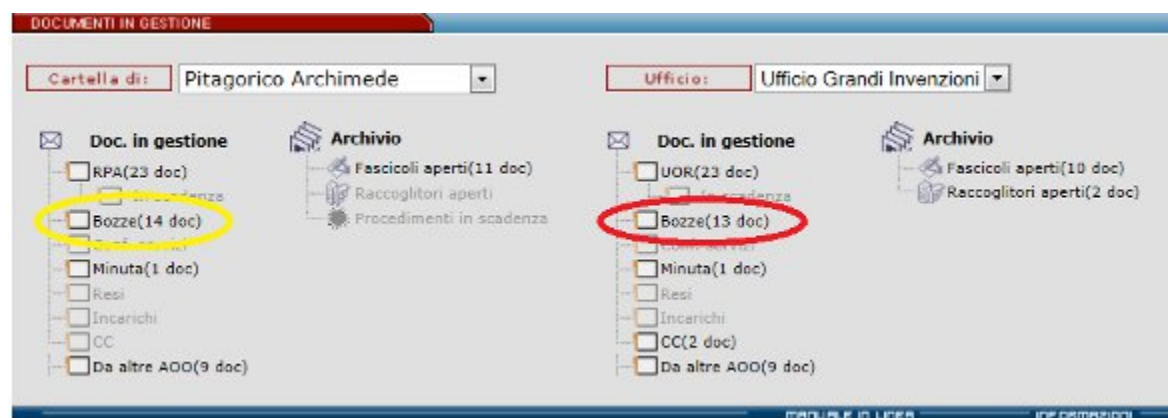 DOCUMENTI IN GESTIONE
Cartella di: Pitagorico Archimede
Doc. in gestione
RPA(23 doc)
In scadenza
Bozze(14 doc)
Minuta(1 doc)
Resi
Incarichi
CC
Da altre AOO(9 doc)
Archivio
Fascicoli aperti(11 doc)
Raccoglitori aperti
Procedimenti in scadenza
Ufficio: Ufficio Grandi Invenzioni
Doc. in gestione
UOR(23 doc)
In scadenza
Bozze(13 doc)
Minuta(1 doc)
Resi
Incarichi
CC(2 doc)
Da altre AOO(9 doc)
Archivio
Fascicoli aperti(10 doc)
Raccoglitori aperti(2 doc)
MANUALE IN LINEA INFORMAZIONI